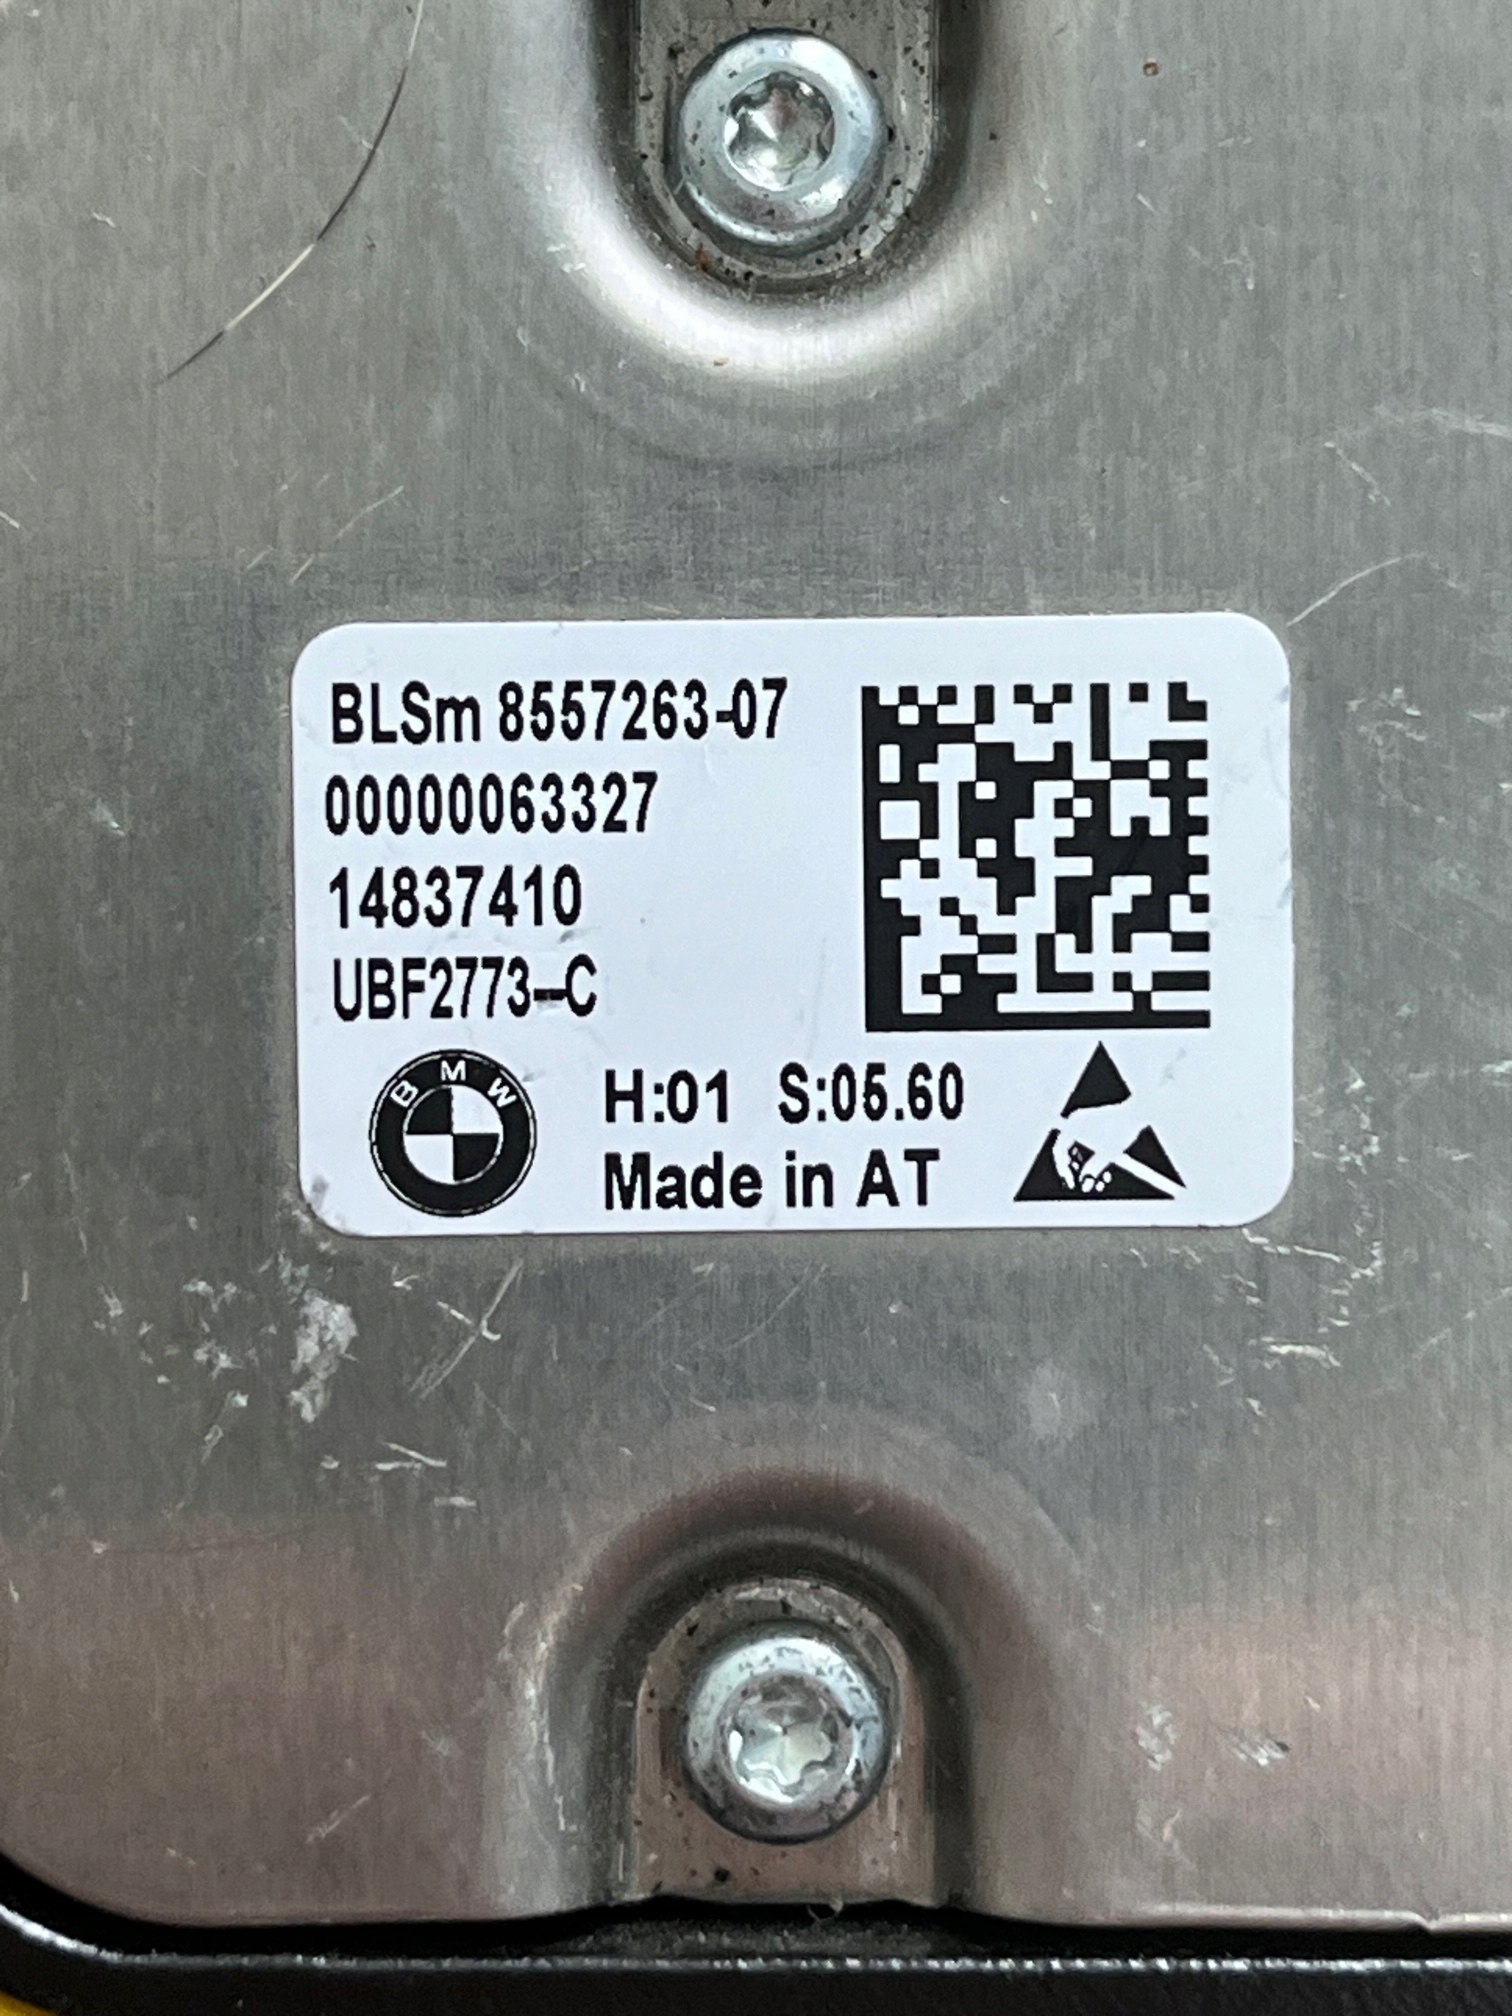 BLSm 8557263-07
00000063327
14837410
UBF2773--C
BMW
H:01 S:05.60
Made in AT